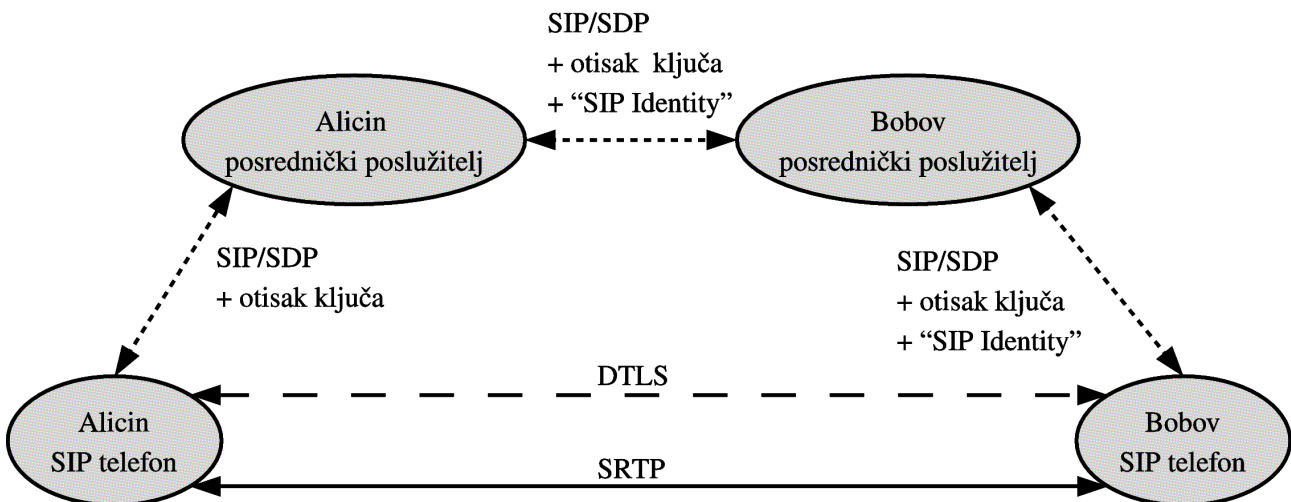 SIP/SDP
+ otisak ključa
+ “SIP Identity”
Alicin
posrednički poslužitelj
Bobov
posrednički poslužitelj
SIP/SDP
+ otisak ključa
SIP/SDP
+ otisak ključa
+ “SIP Identity”
DTLS
Alicin
SIP telefon
Bobov
SIP telefon
SRTP